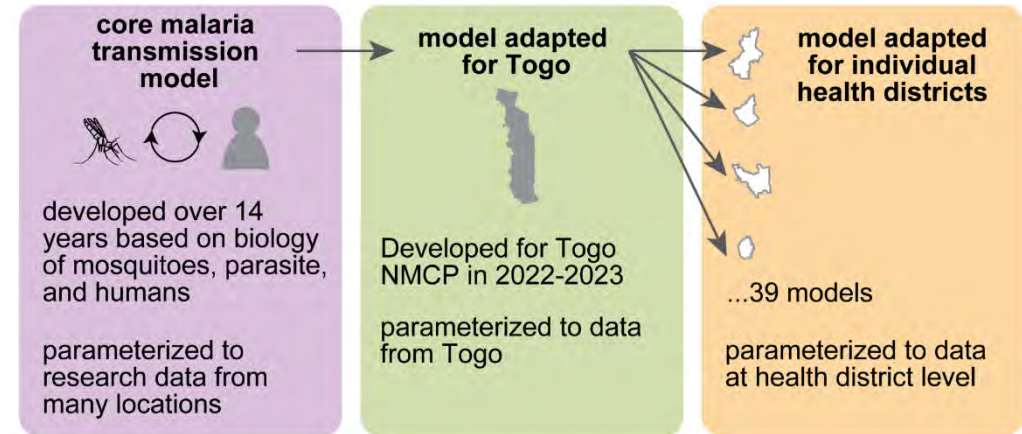 core malaria
transmission
model
developed over 14
years based on biology
of mosquitoes, parasite,
and humans
parameterized to
research data from
many locations
model adapted
for Togo
Developed for Togo
NMCP in 2022-2023
parameterized to data
from Togo
model adapted
for individual
health districts
...39 models
parameterized to data
at health district level